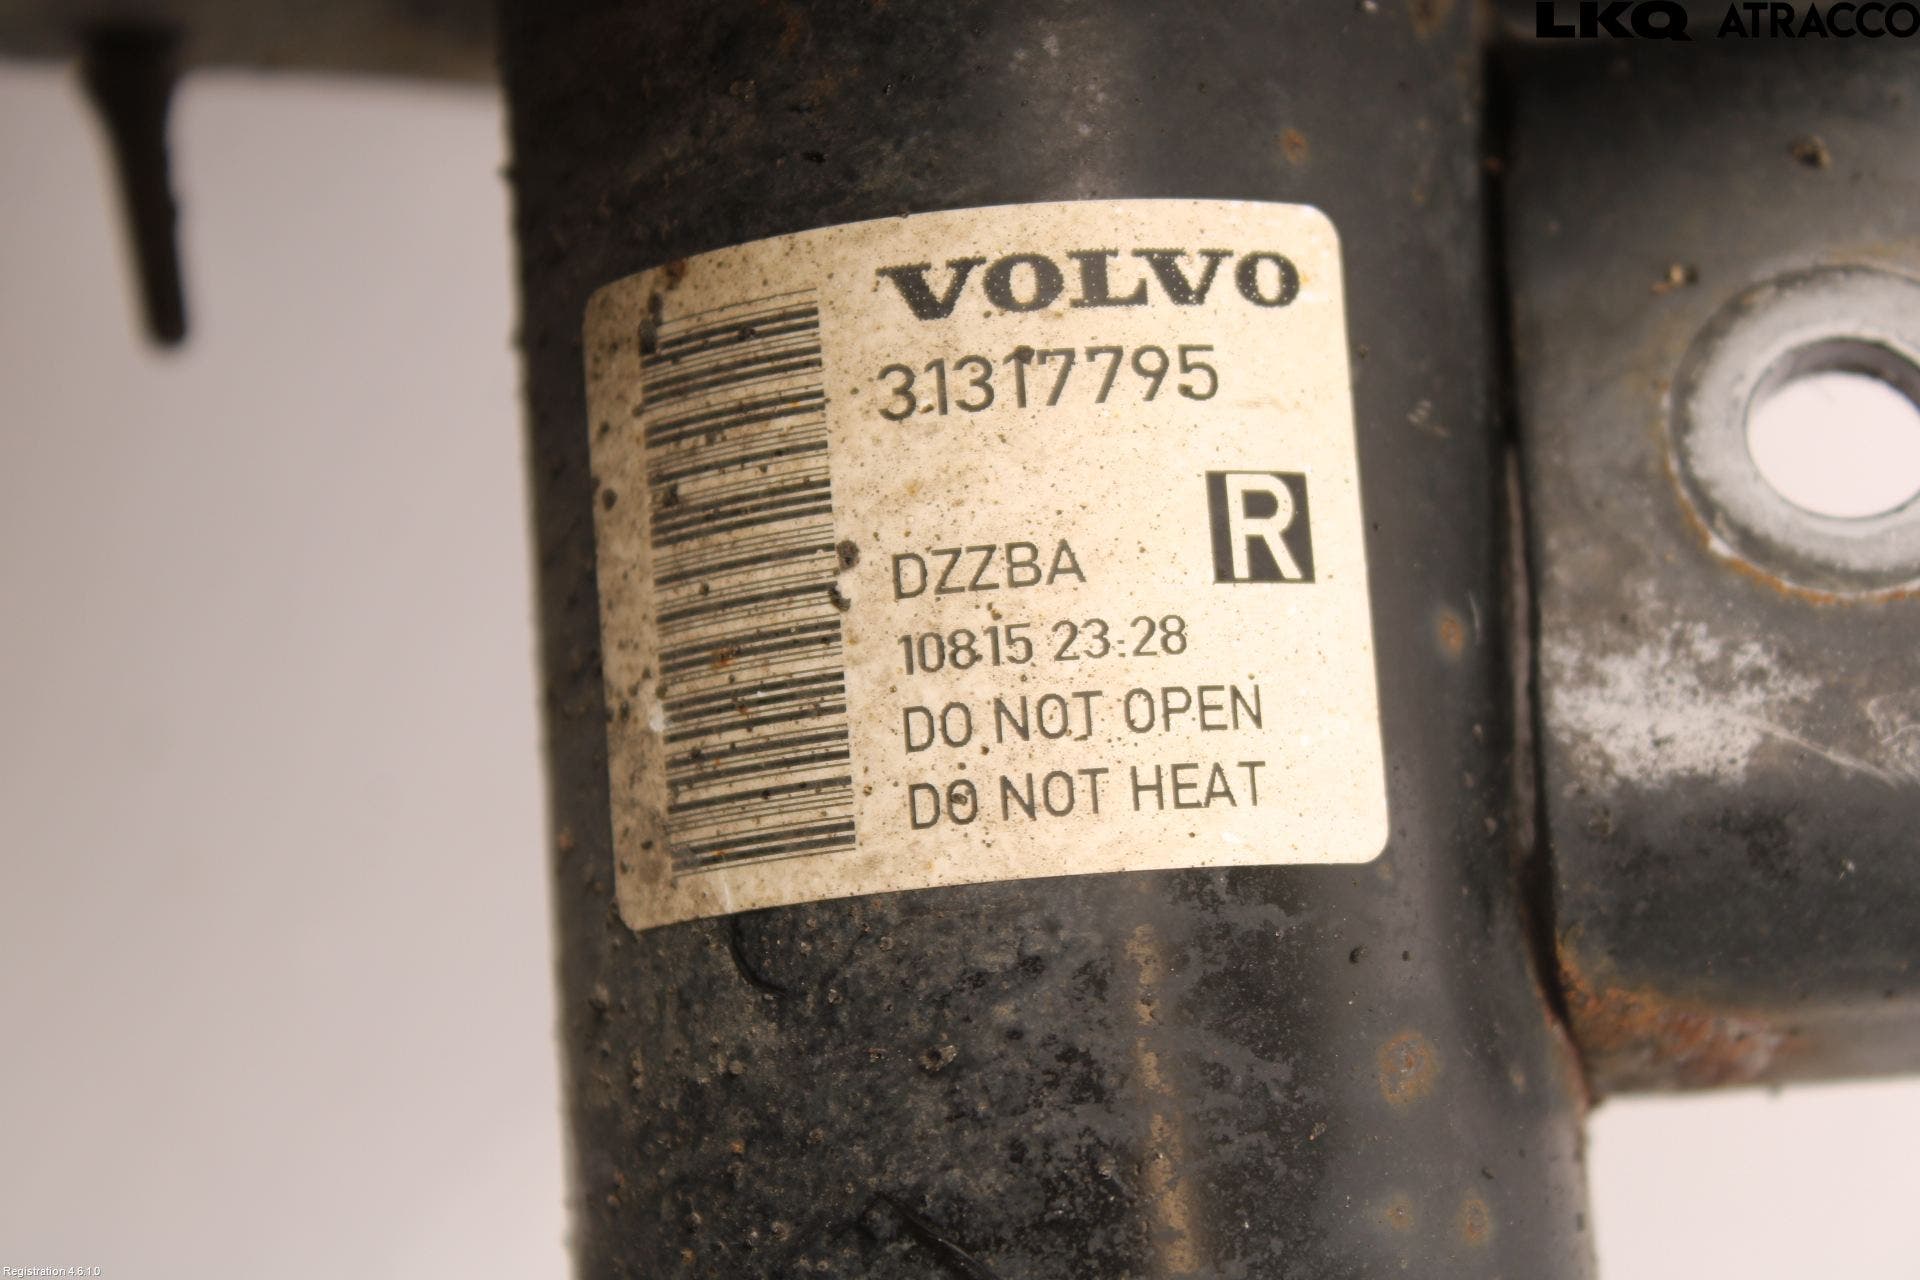 LKQ ATRACCO
VOLVO
31317795
R
DZZBA
10815 23:28
DO NOT OPEN
DO NOT HEAT
Registration 4.6.1.0